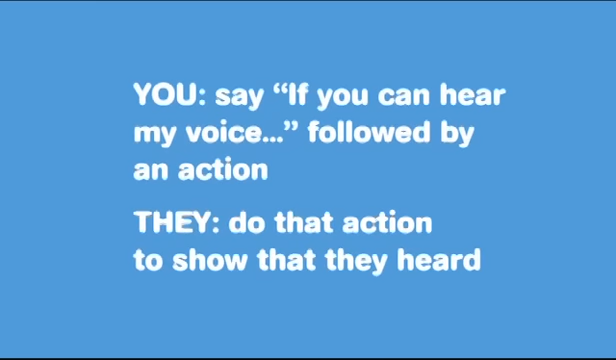 YOU: say “If you can hear
my voice...” followed by
an action
THEY: do that action
to show that they heard